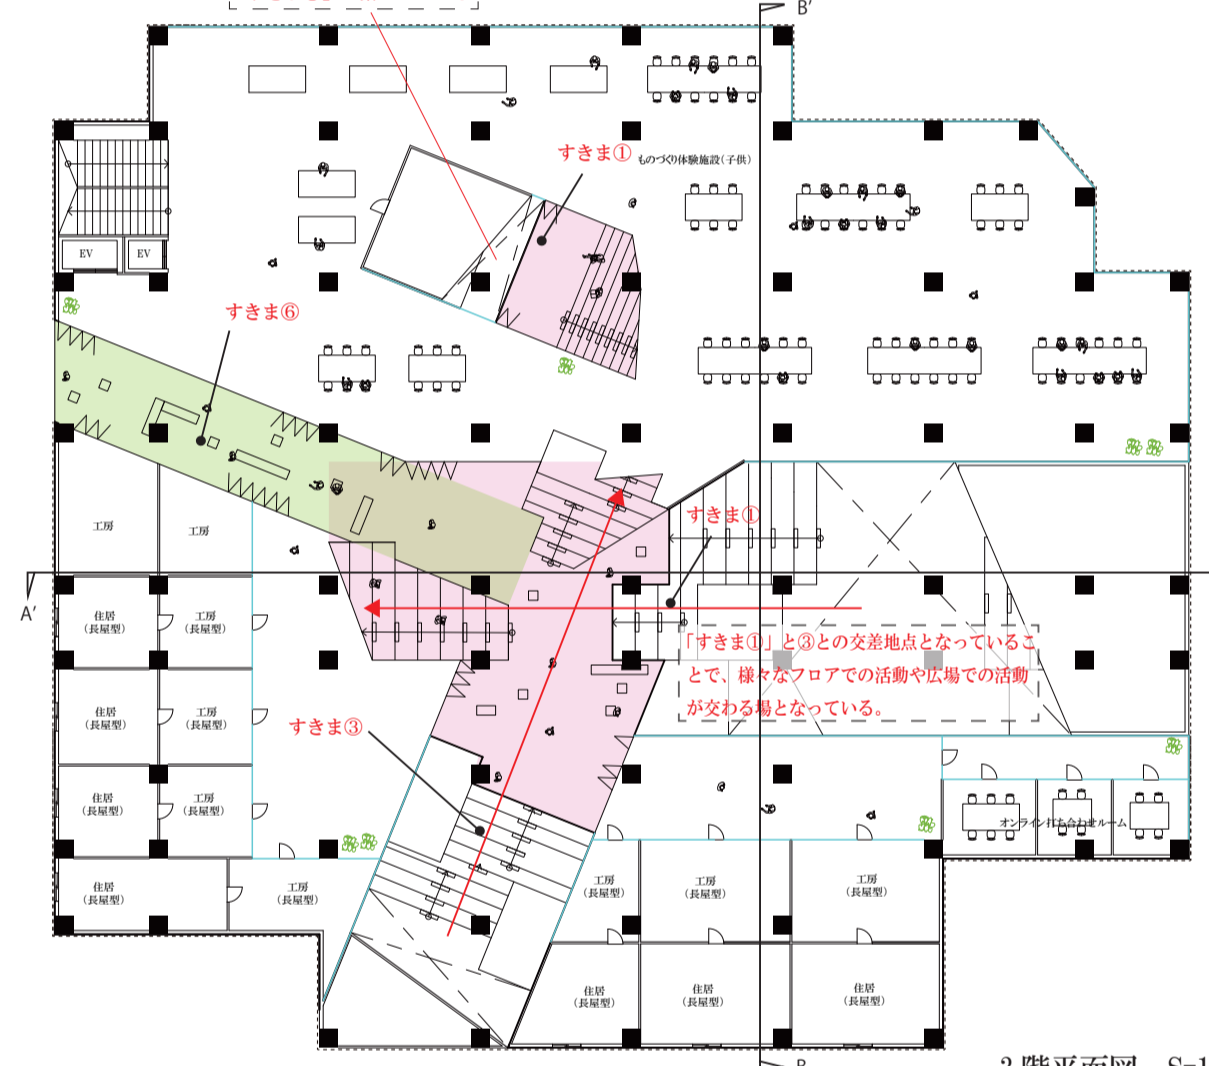 B'
すきま①
ものづくり体験施設（子供）
EV
EV
すきま⑥
すきま①
工房
工房
A'
A
「すきま①」と③との交差地点となっているこ
とで、様々なフロアでの活動や広場での活動
が交わる場となっている。
住居
（長屋型）
工房
（長屋型）
住居
（長屋型）
工房
（長屋型）
すきま③
住居
（長屋型）
工房
（長屋型）
オンライン打ち合わせルーム
住居
（長屋型）
工房
（長屋型）
工房
（長屋型）
工房
（長屋型）
工房
（長屋型）
住居
（長屋型）
住居
（長屋型）
住居
（長屋型）
B
階平面図 S=1